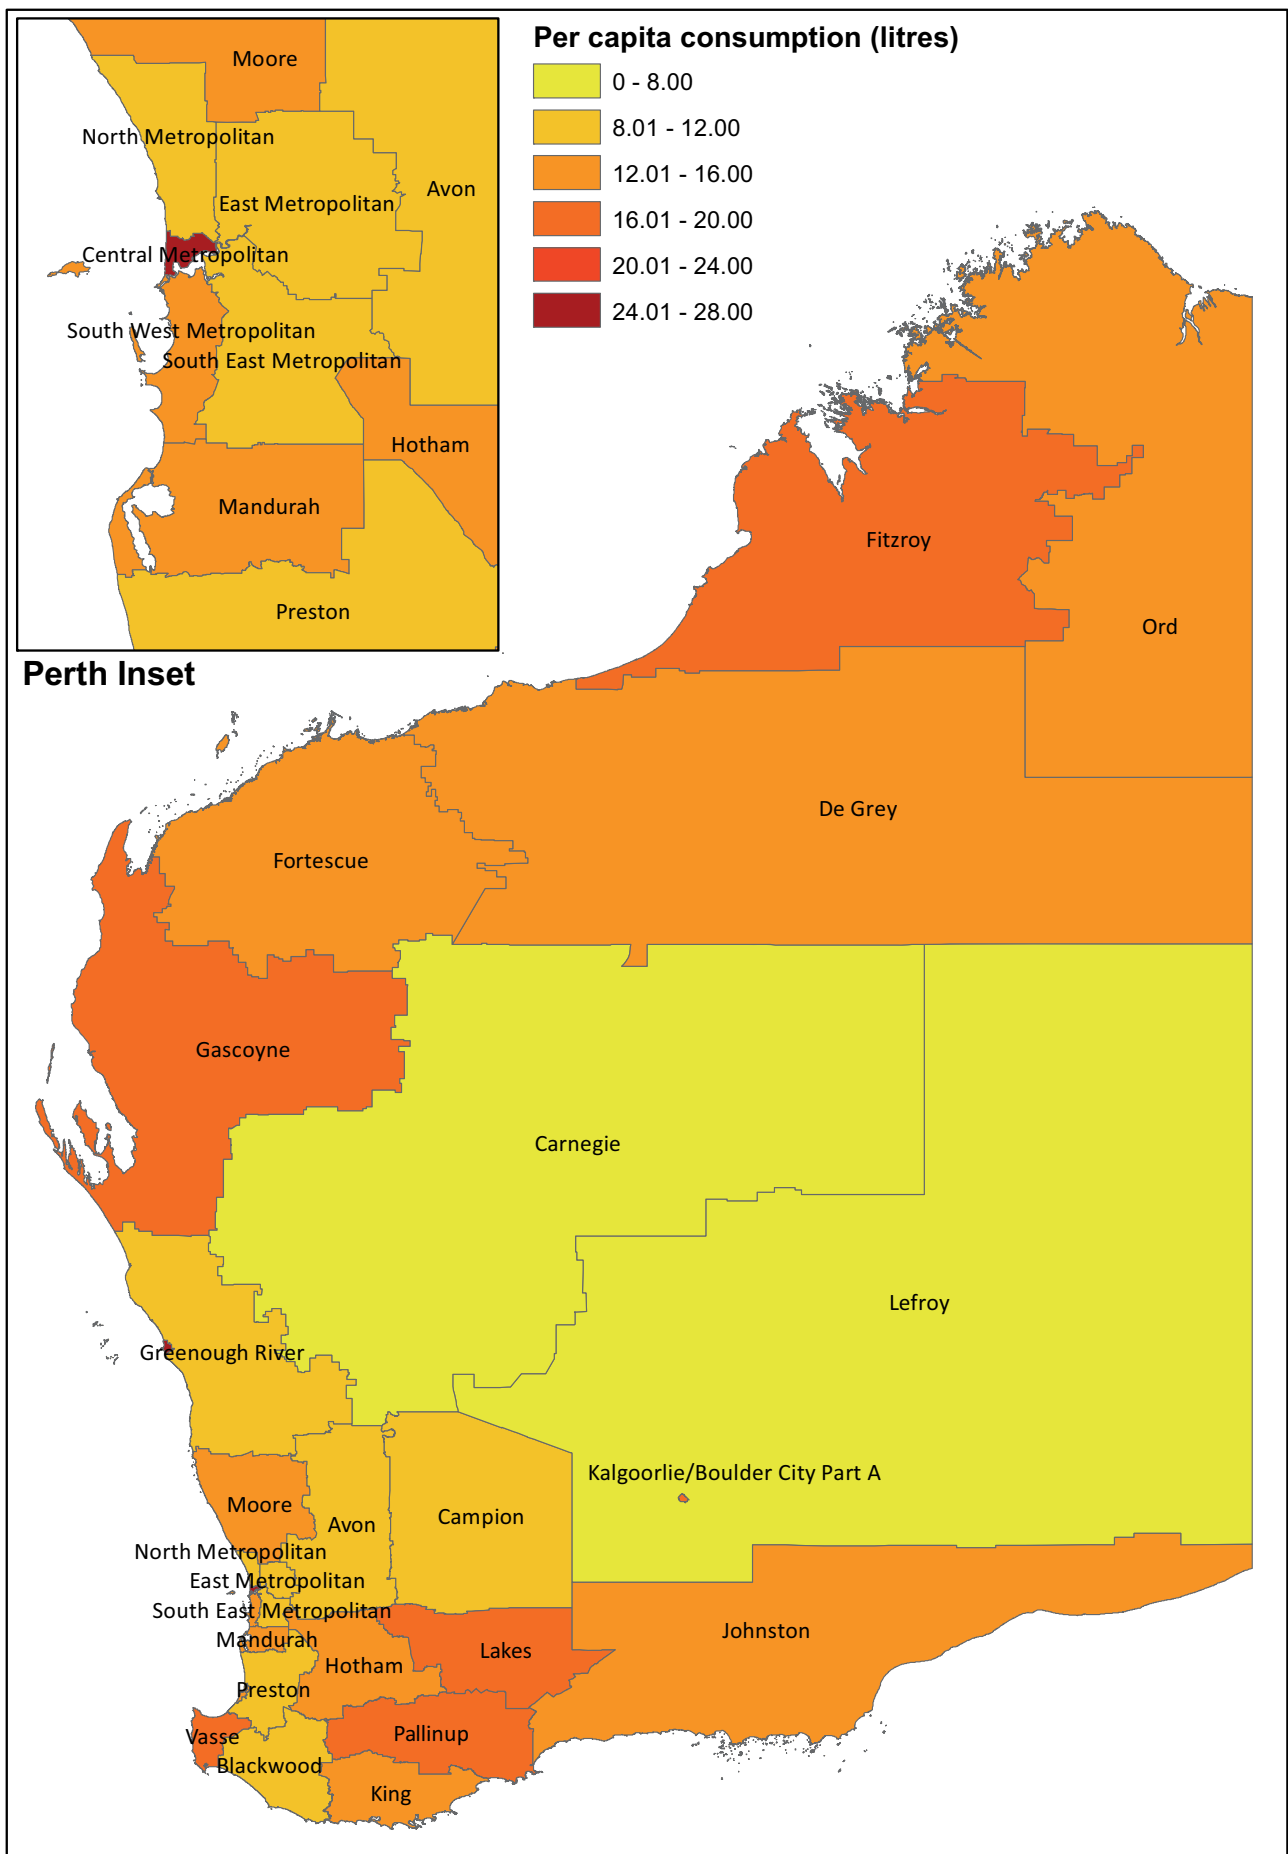 Per capita consumption (litres)
0 - 8.00
8.01 - 12.00
12.01 - 16.00
16.01 - 20.00
20.01 - 24.00
24.01 - 28.00
Moore
North Metropolitan
Avon
East Metropolitan
Central Metropolitan
South West Metropolitan
South East Metropolitan
Hotham
Mandurah
Preston
Perth Inset
Fitzroy
Ord
De Grey
Fortescue
Gascoyne
Carnegie
Lefroy
Greenough River
Kalgoorlie/Boulder City Part A
Moore
Campion
Avon
North Metropolitan
East Metropolitan
South East Metropolitan
Johnston
Mandurah
Lakes
Hotham
Preston
Pallinup
Vasse
Blackwood
King